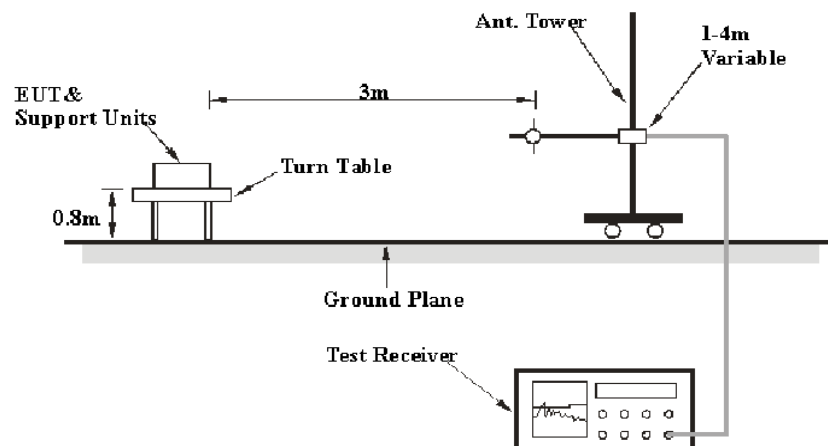 Ant. Tower
1-4m
Variable
3m
EUT&
Support Units
Turn Table
0.8m
Ground Plane
Test Receiver